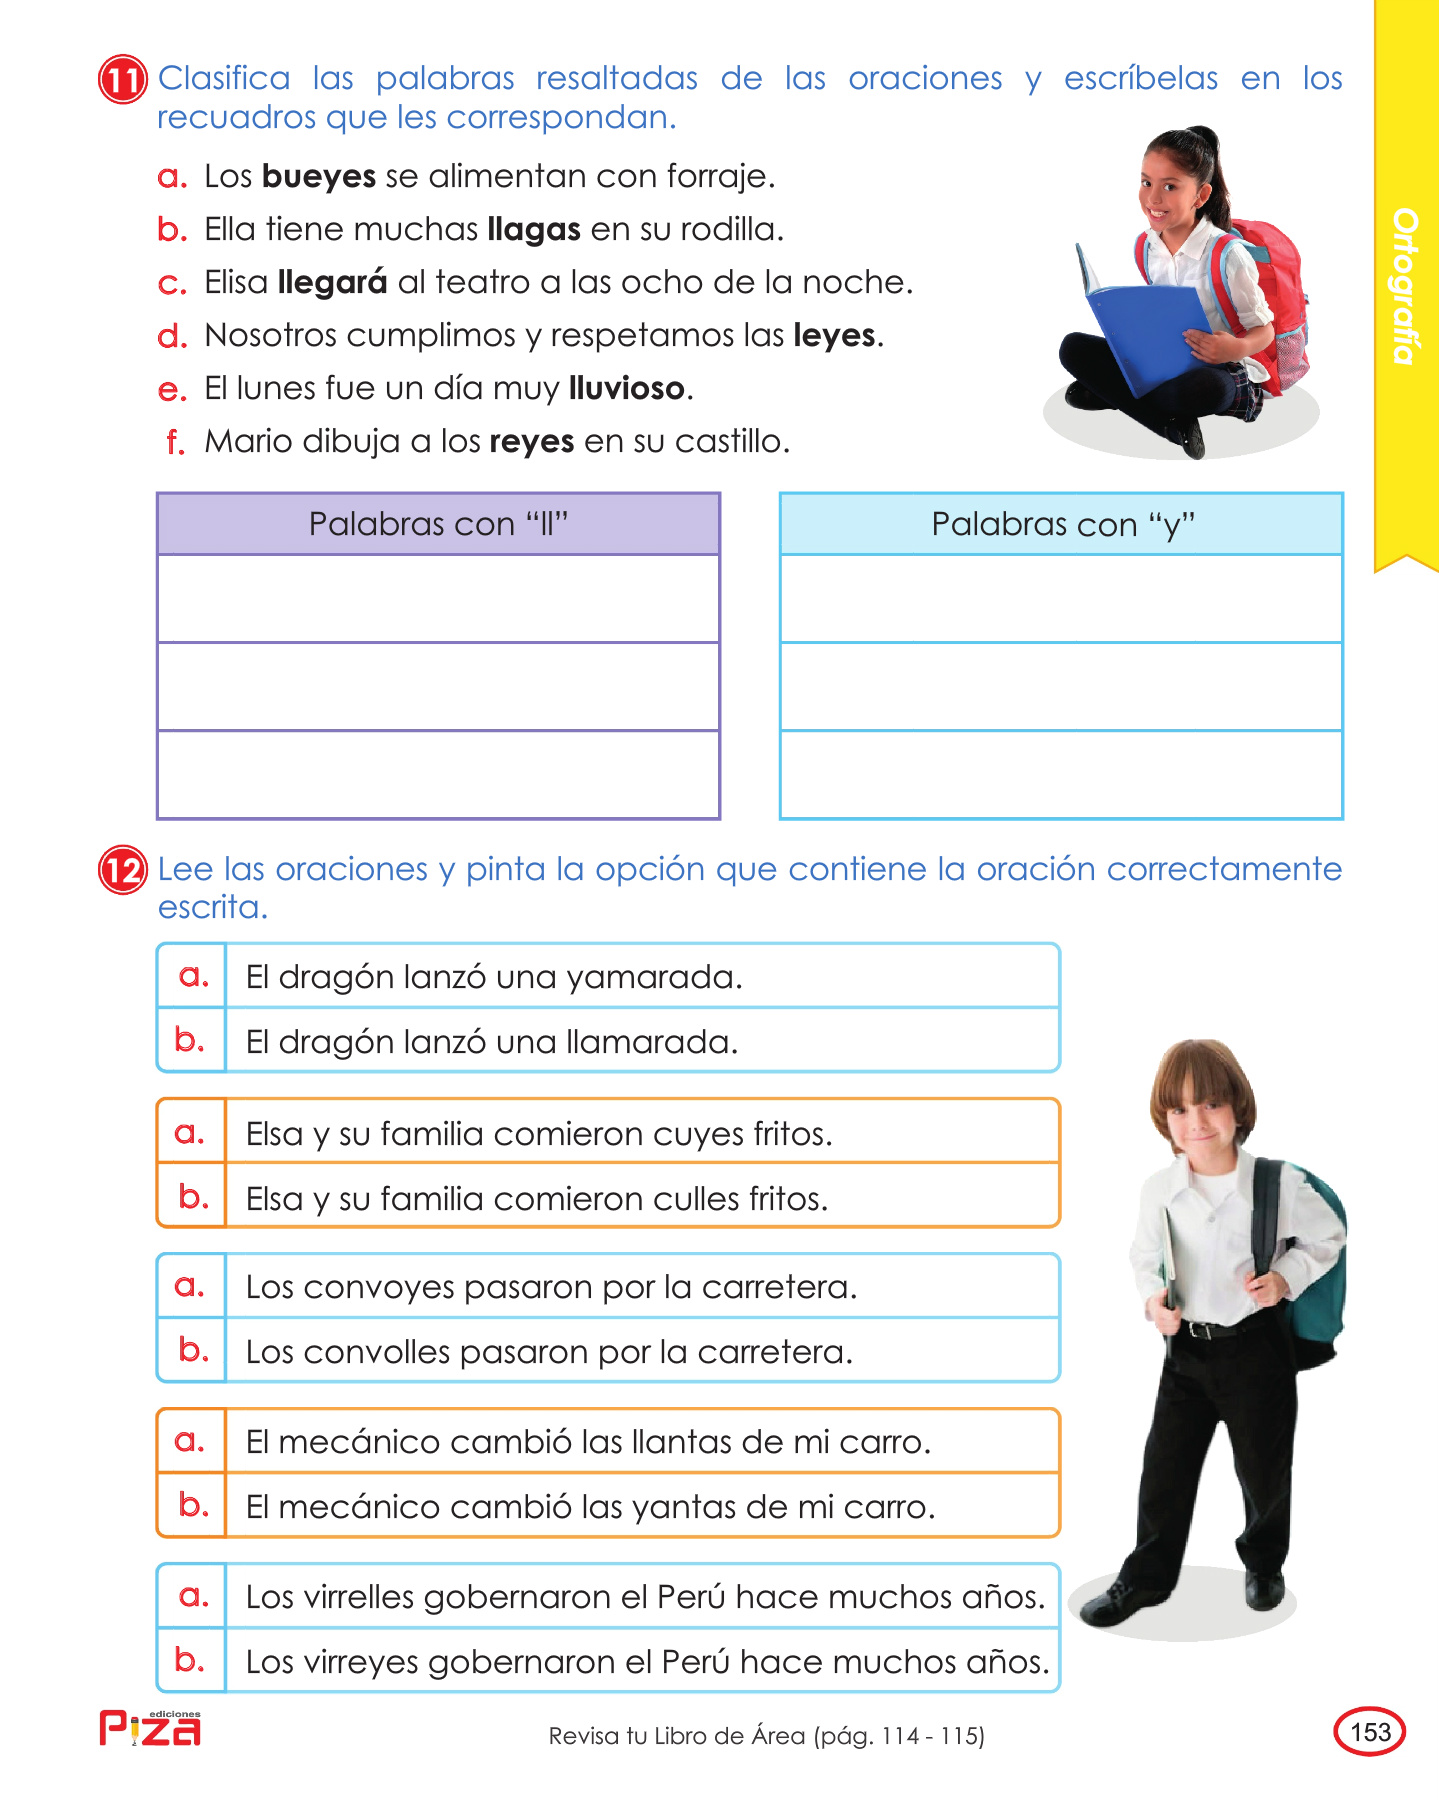 11 Clasifica las palabras resaltadas de las oraciones y escríbelas en los
recuadros que les correspondan.
a. Los bueyes se alimentan con forraje.
b. Ella tiene muchas llagas en su rodilla.
c. Elisa llegará al teatro a las ocho de la noche.
d. Nosotros cumplimos y respetamos las leyes.
e. El lunes fue un día muy lluvioso.
f. Mario dibuja a los reyes en su castillo.
Ortografía
Palabras con “ll”
Palabras con “y”
12 Lee las oraciones y pinta la opción que contiene la oración correctamente
escrita.
a. El dragón lanzó una yamarada.
b. El dragón lanzó una llamarada.
a. Elsa y su familia comieron cuyes fritos.
b. Elsa y su familia comieron culles fritos.
a. Los convoyes pasaron por la carretera.
b. Los convolles pasaron por la carretera.
a. El mecánico cambió las llantas de mi carro.
b. El mecánico cambió las yantas de mi carro.
a. Los virrelles gobernaron el Perú hace muchos años.
b. Los virreyes gobernaron el Perú hace muchos años.
ediciones
Piza
Revisa tu Libro de Área (pág. 114 - 115)
153